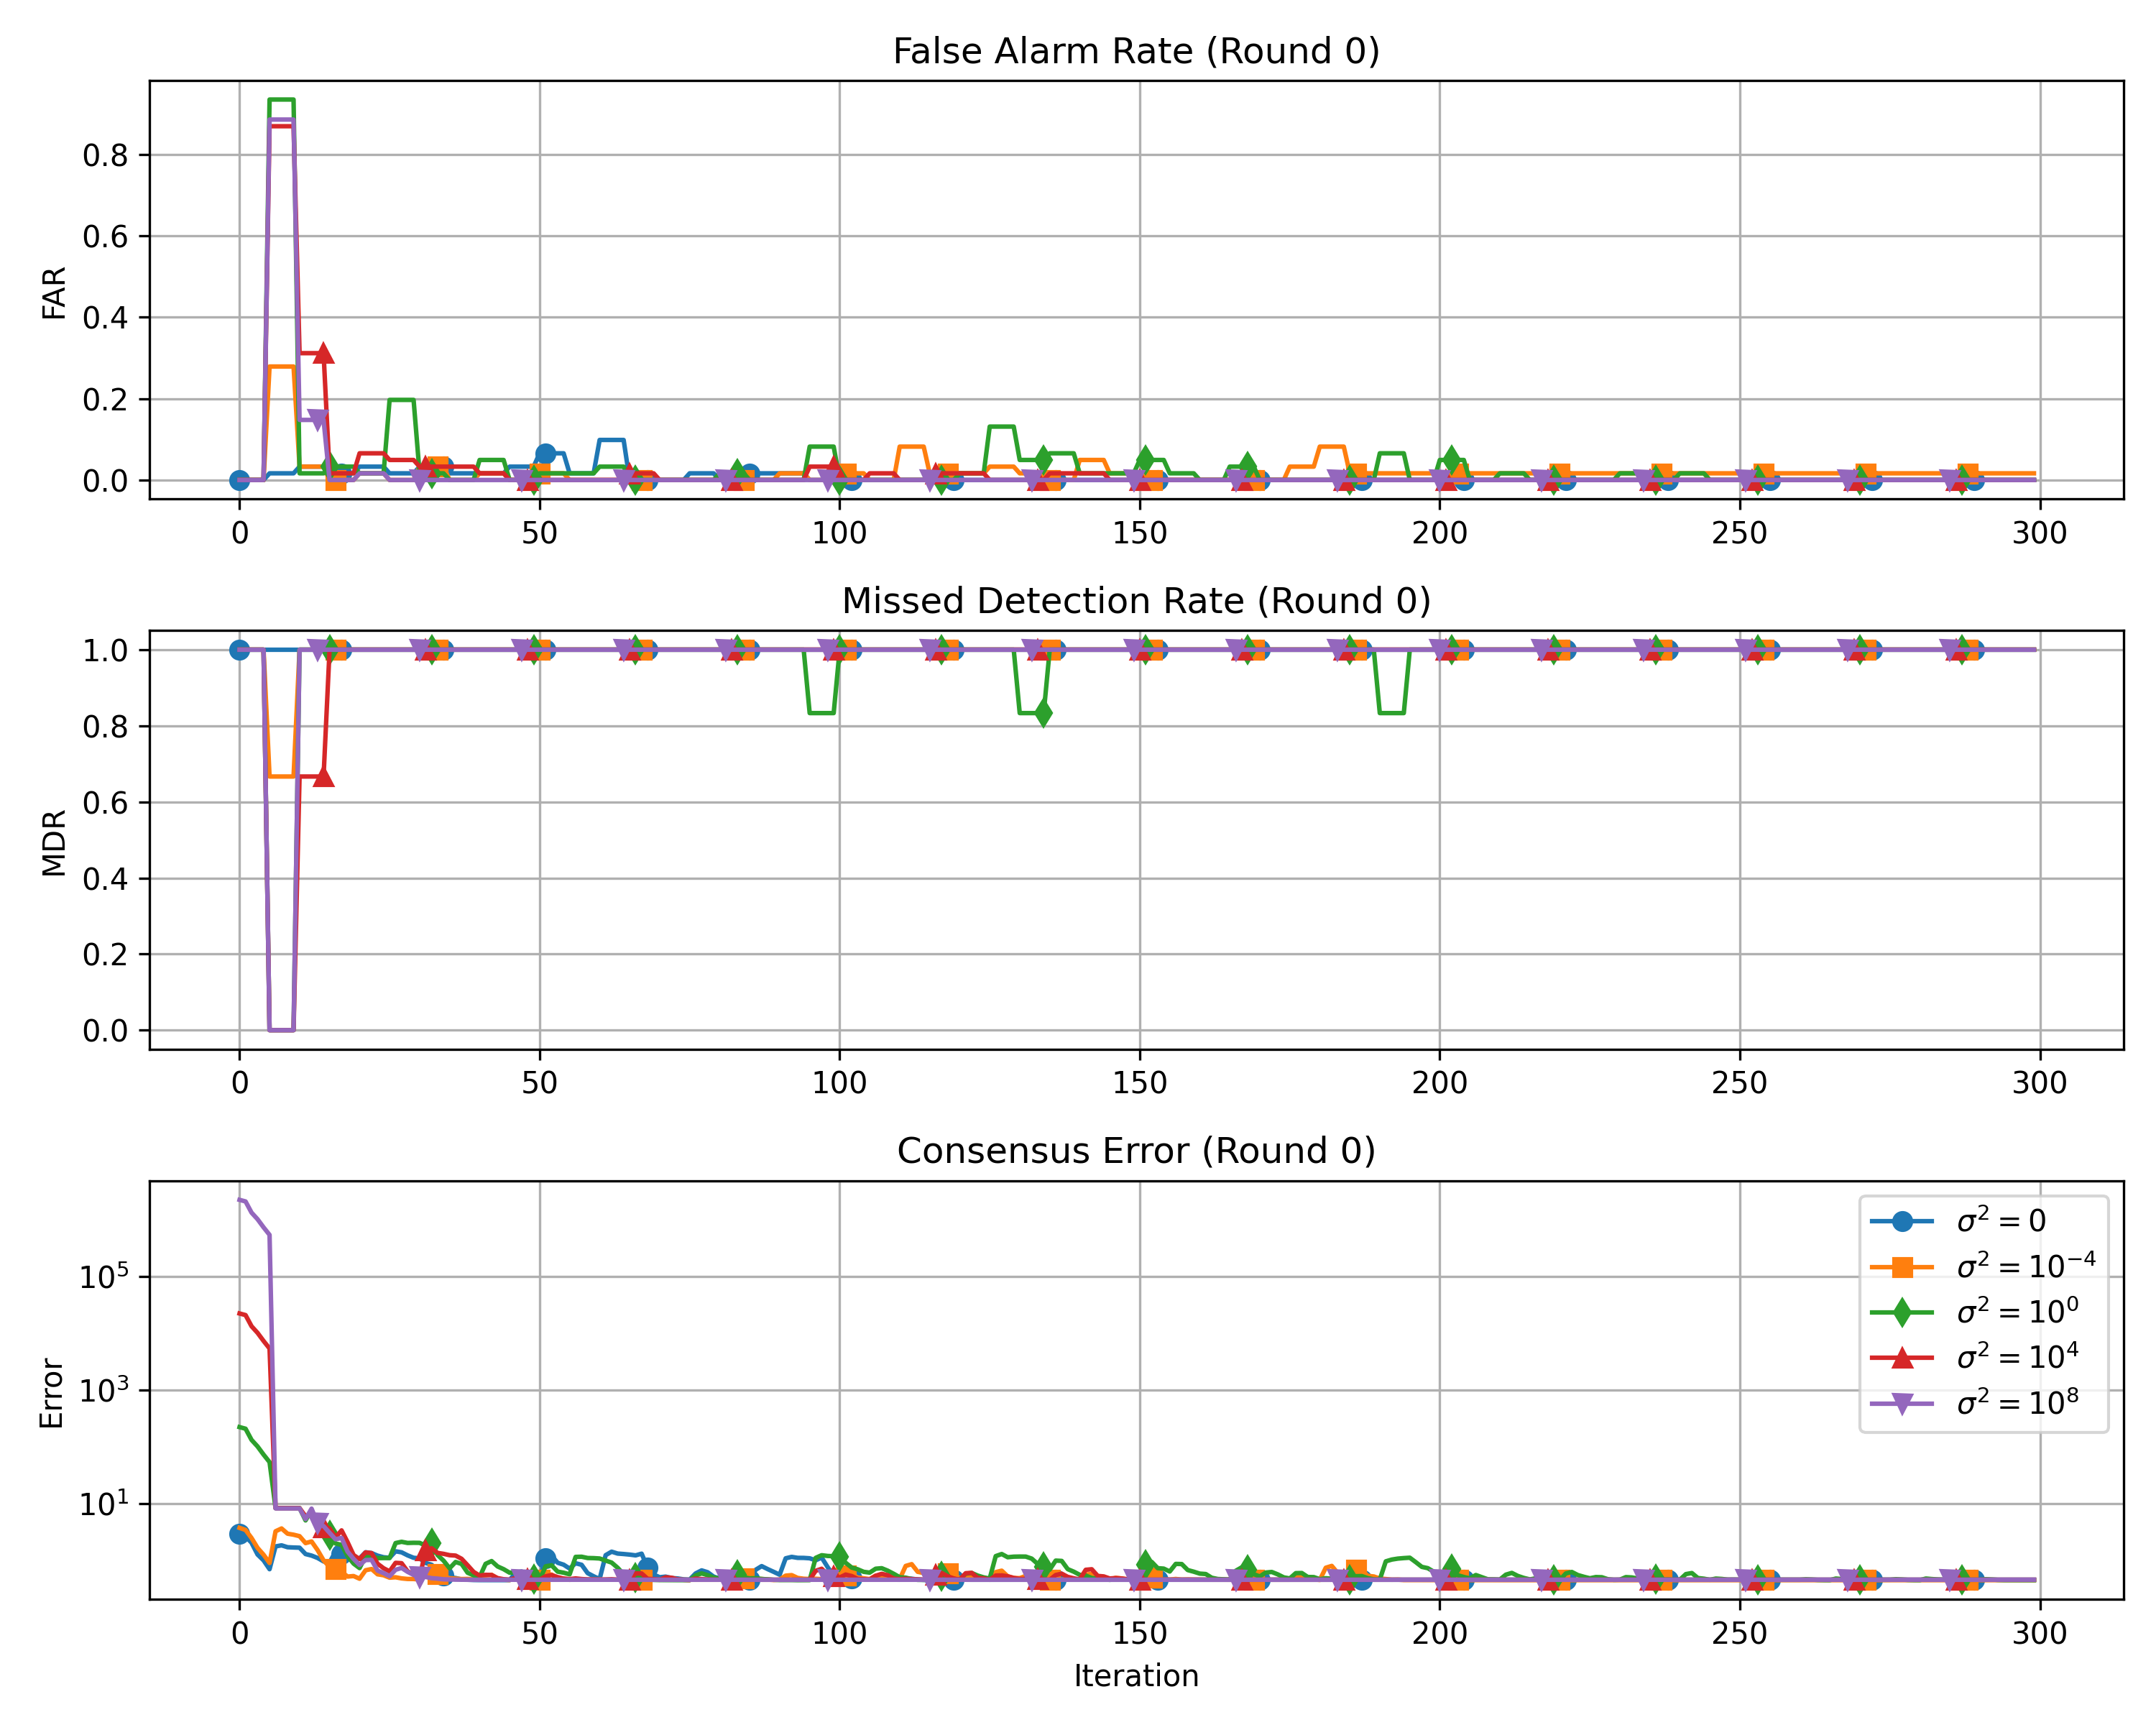 False Alarm Rate (Round 0)
FAR
0.8
0.6
0.4
0.2
0.0
0 50 100 150 200 250 300
Missed Detection Rate (Round 0)
MDR
1.0
0.8
0.6
0.4
0.2
0.0
0 50 100 150 200 250 300
Consensus Error (Round 0)
Error
10⁵
10³
10¹
σ² = 0
σ² = 10⁻⁴
σ² = 10⁰
σ² = 10⁴
σ² = 10⁸
0 50 100 150 200 250 300
Iteration